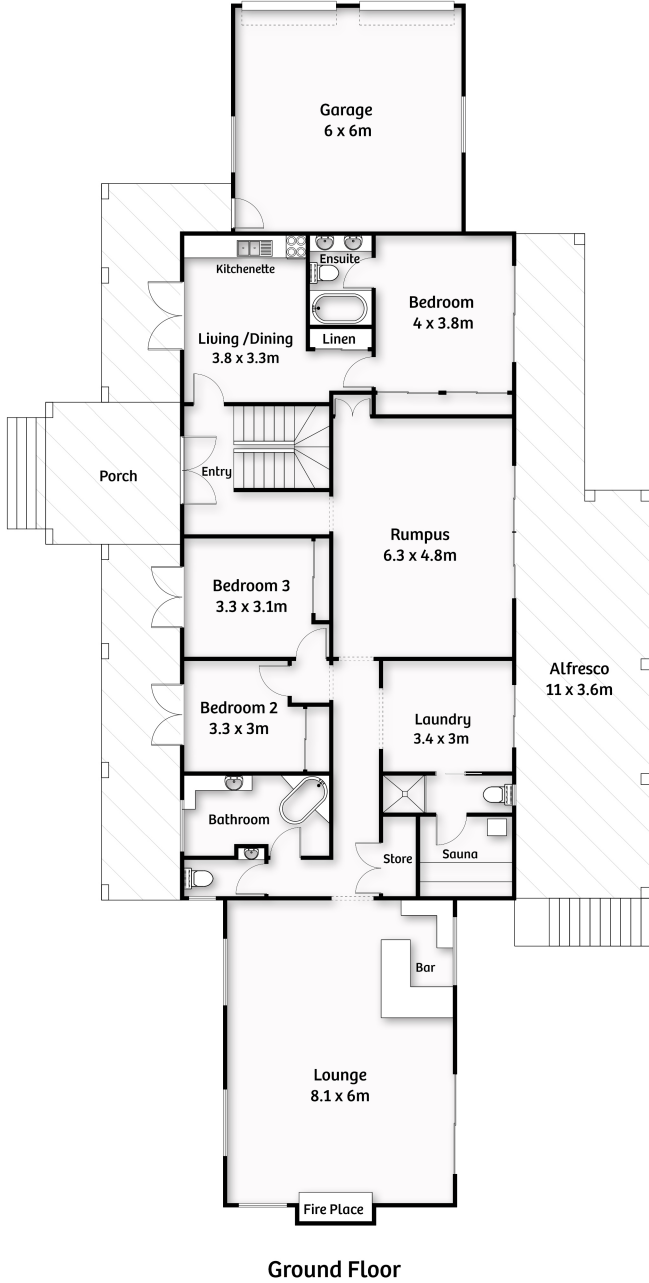 Garage
6 x 6m
Kitchenette
Ensuite
Bedroom
4 x 3.8m
Living /Dining
3.8 x 3.3m
Linen
Porch
Entry
Rumpus
6.3 x 4.8m
Bedroom 3
3.3 x 3.1m
Alfresco
11 x 3.6m
Bedroom 2
3.3 x 3m
Laundry
3.4 x 3m
Bathroom
Store
Sauna
Bar
Lounge
8.1 x 6m
Fire Place
Ground Floor